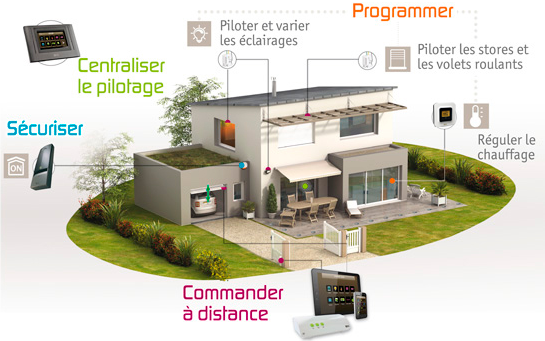 Programmer
Piloter et varier
les éclairages
Piloter les stores et
les volets roulants
Centraliser
le pilotage
Sécuriser
ON
Réguler le
chauffage
Commander
à distance